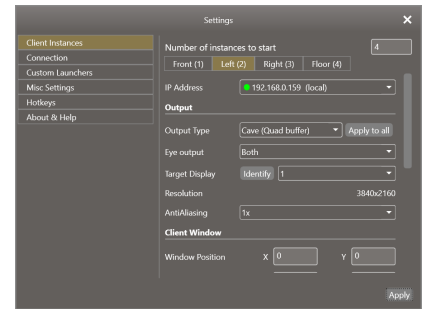 Settings
Client Instances
Connection
Custom Launchers
Misc Settings
Hotkeys
About & Help
Number of instances to start 4
Front (1) Left (2) Right (3) Floor (4)
IP Address 192.168.0.159 (local)
Output
Output Type Cave (Quad buffer) Apply to all
Eye output Both
Target Display Identify 1
Resolution 3840x2160
AntiAliasing 1x
Client Window
Window Position X 0 Y 0
Apply